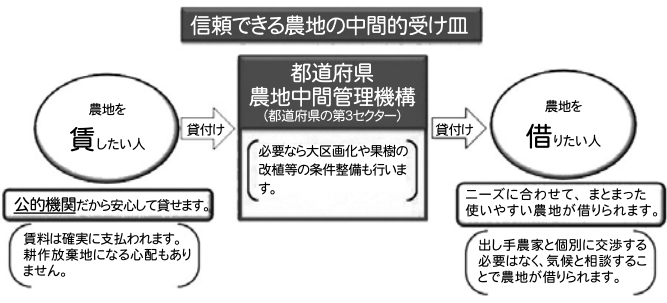 信頼できる農地の中間的受け皿
農地を
賃したい人
貸付け
都道府県
農地中間管理機構
(都道府県の第3セクター)
必要なら大区画化や果樹の
改植等の条件整備も行いま
す。
貸付け
農地を
借りたい人
公的機関だから安心して貸せます。
賃料は確実に支払われます。
耕作放棄地になる心配もあり
ません。
ニーズに合わせて、まとまった
使いやすい農地が借りられます。
出し手農家と個別に交渉する
必要はなく、気候と相談するこ
とで農地が借りられます。